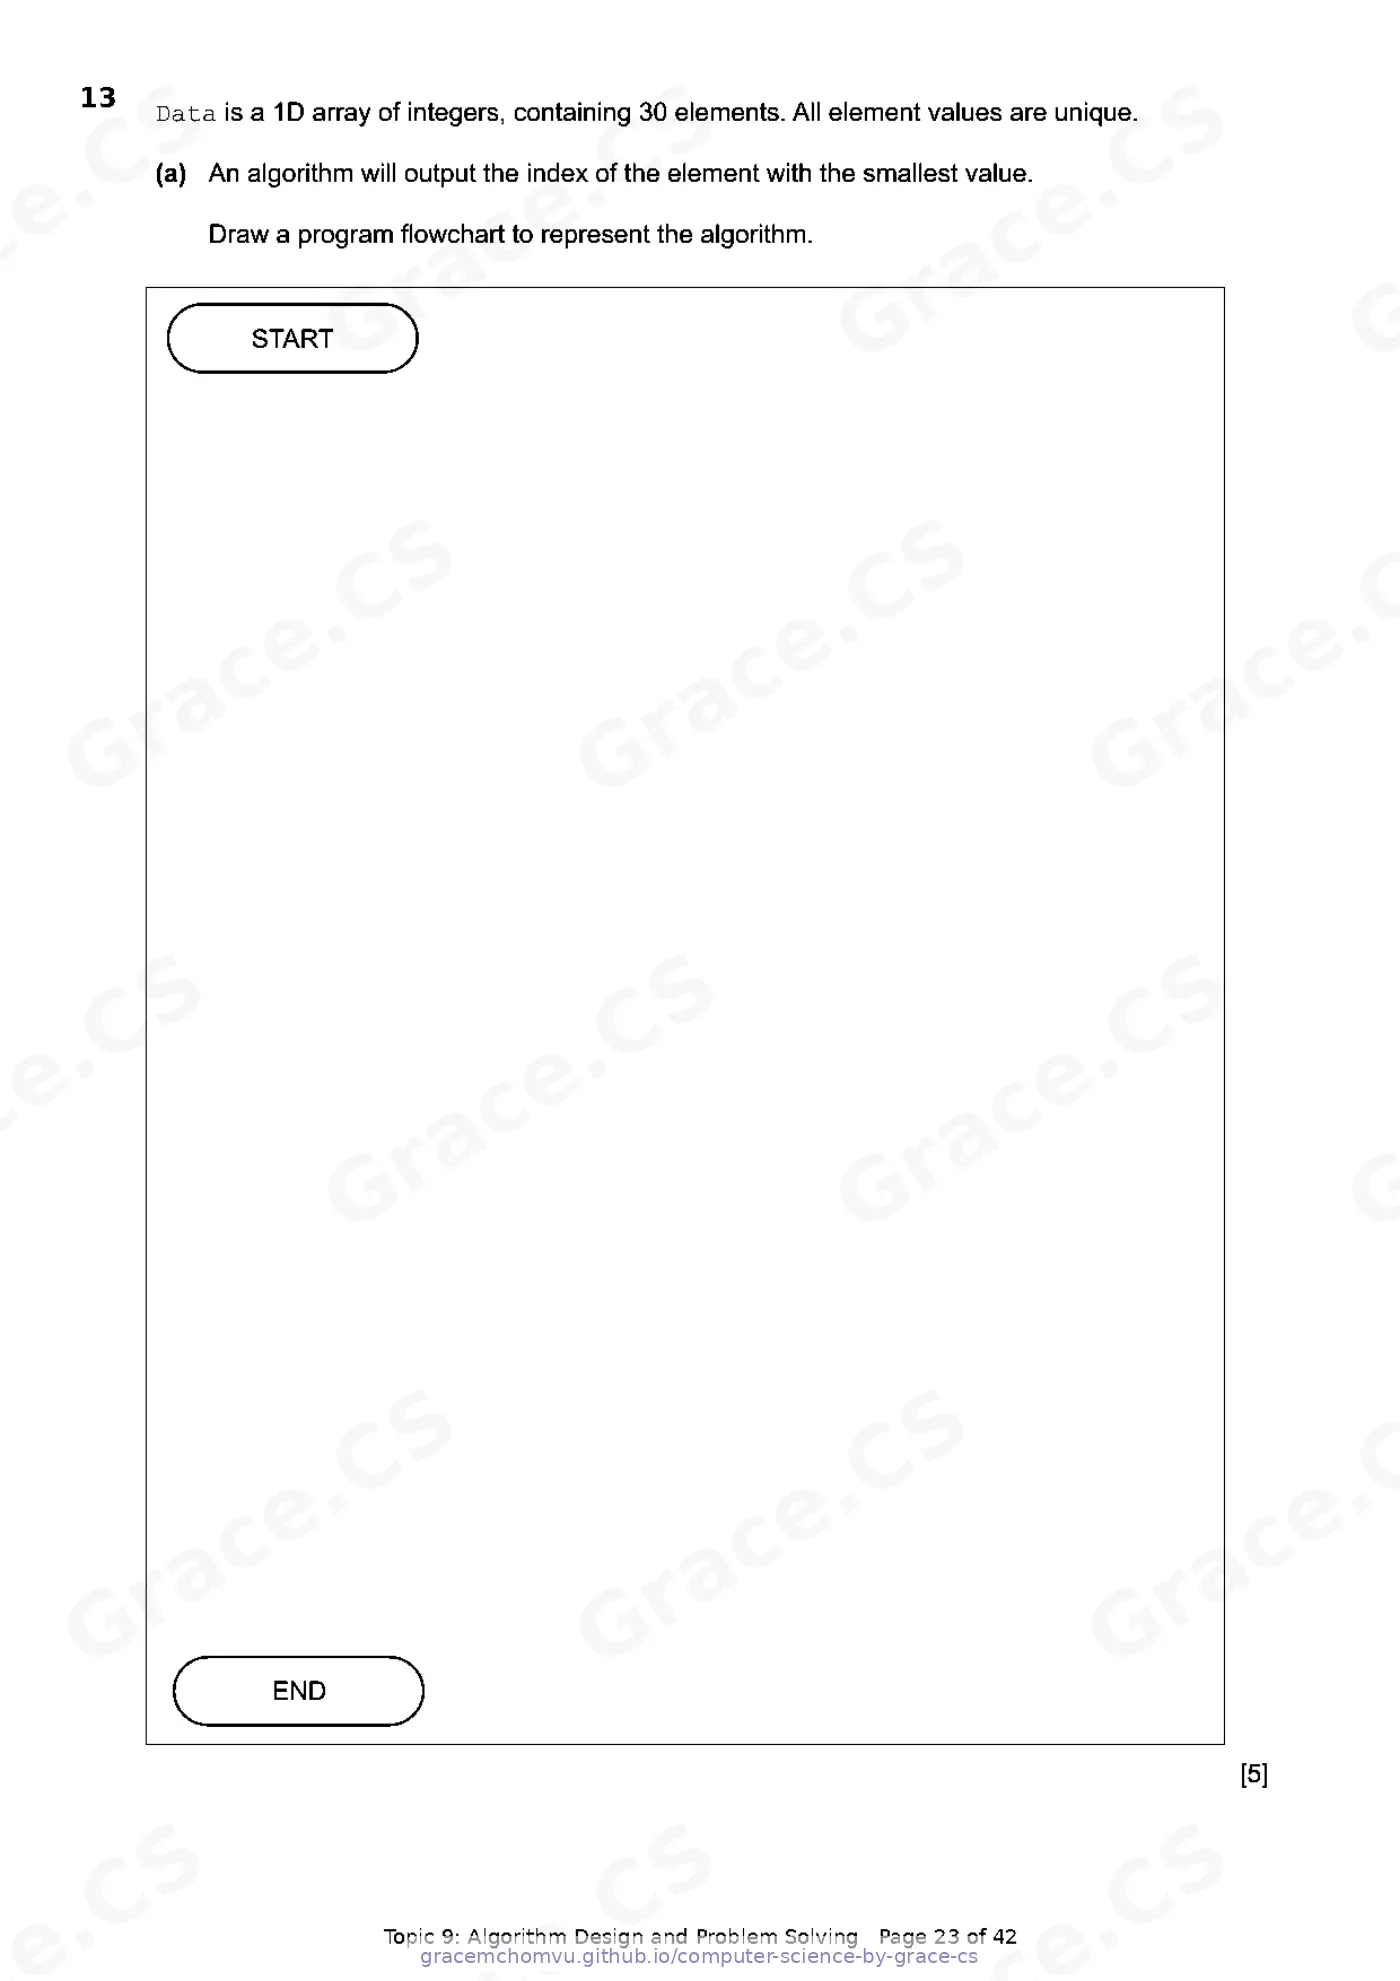 13
Data is a 1D array of integers, containing 30 elements. All element values are unique.
(a) An algorithm will output the index of the element with the smallest value.
Draw a program flowchart to represent the algorithm.
START
END
[5]
Topic 9: Algorithm Design and Problem Solving Page 23 of 42
gracemchomvu.github.io/computer-science-by-grace-cs
Grace.CS